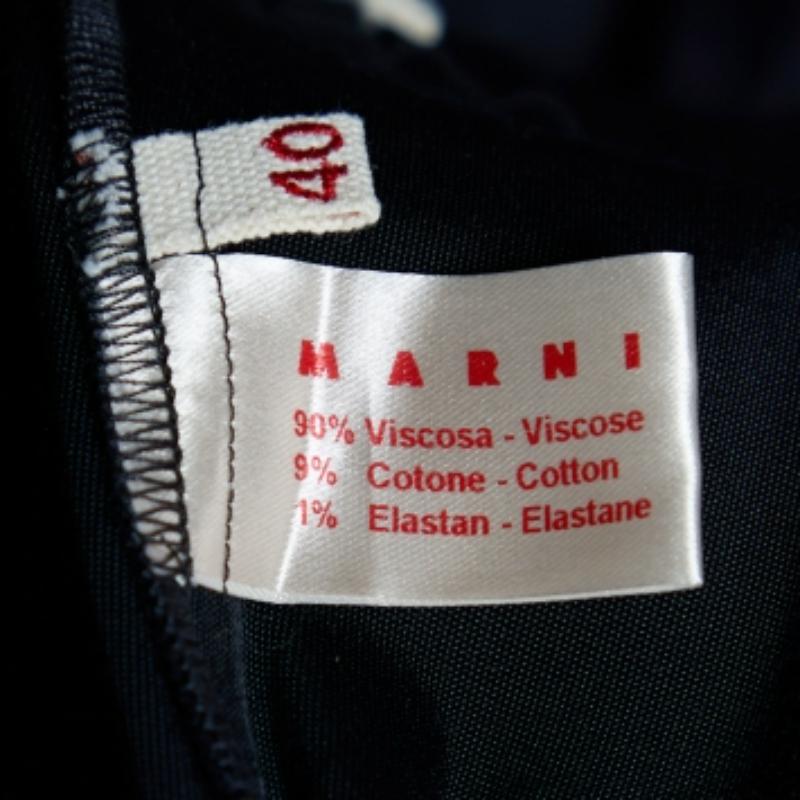 40
MARNI
90% Viscosa - Viscose
9% Cotone - Cotton
1% Elastan - Elastane